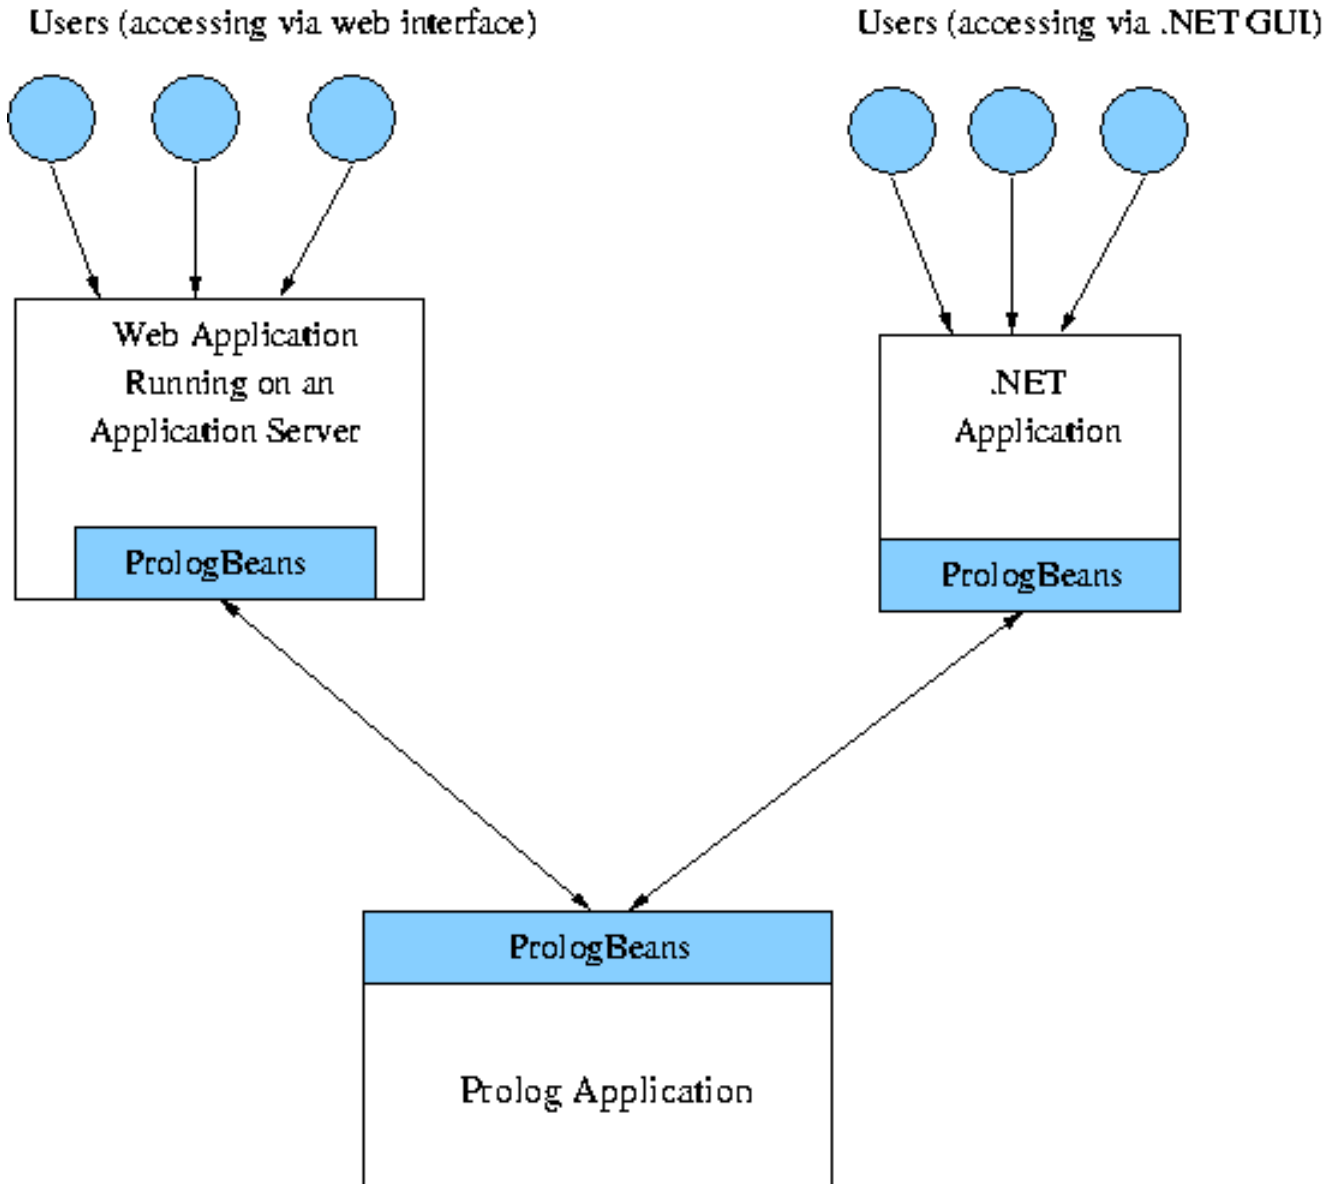 Users (accessing via web interface)
Users (accessing via .NET GUI)
Web Application
Running on an
Application Server
PrologBeans
.NET
Application
PrologBeans
PrologBeans
Prolog Application